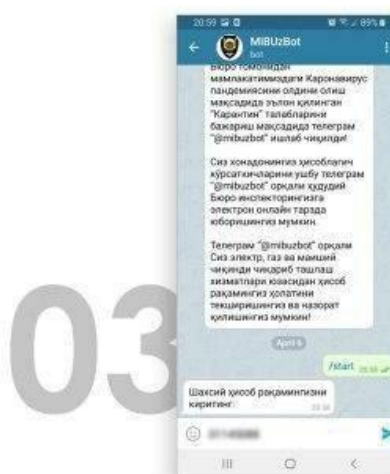 20:59
89%
MIBUzBot
bot
Бюро томонидан
мамлакатимиздаги Каронавирус
пандемиясини олдини олиш
мақсадида эълон қилинган
"Карантин" талабларини
бажариш мақсадида телеграм
"@mibuzbot" ишлаб чиқилди!
Сиз хонадонингиз ҳисоблагич
кўрсаткичларини ушбу телеграм
"@mibuzbot" орқали ҳудудий
Бюро инспекторингизга
электрон онлайн тарзда
юборишингиз мумкин.
Телеграм "@mibuzbot" орқали
Сиз электр, газ ва маиший
чиқинди чиқариб ташлаш
хизматлари юзасидан ҳисоб
рақамингиз ҳолатини
текширишингиз ва назорат
қилишингиз мумкин!
April 6
/start
Шахсий ҳисоб рақамингизни
киритинг:
03